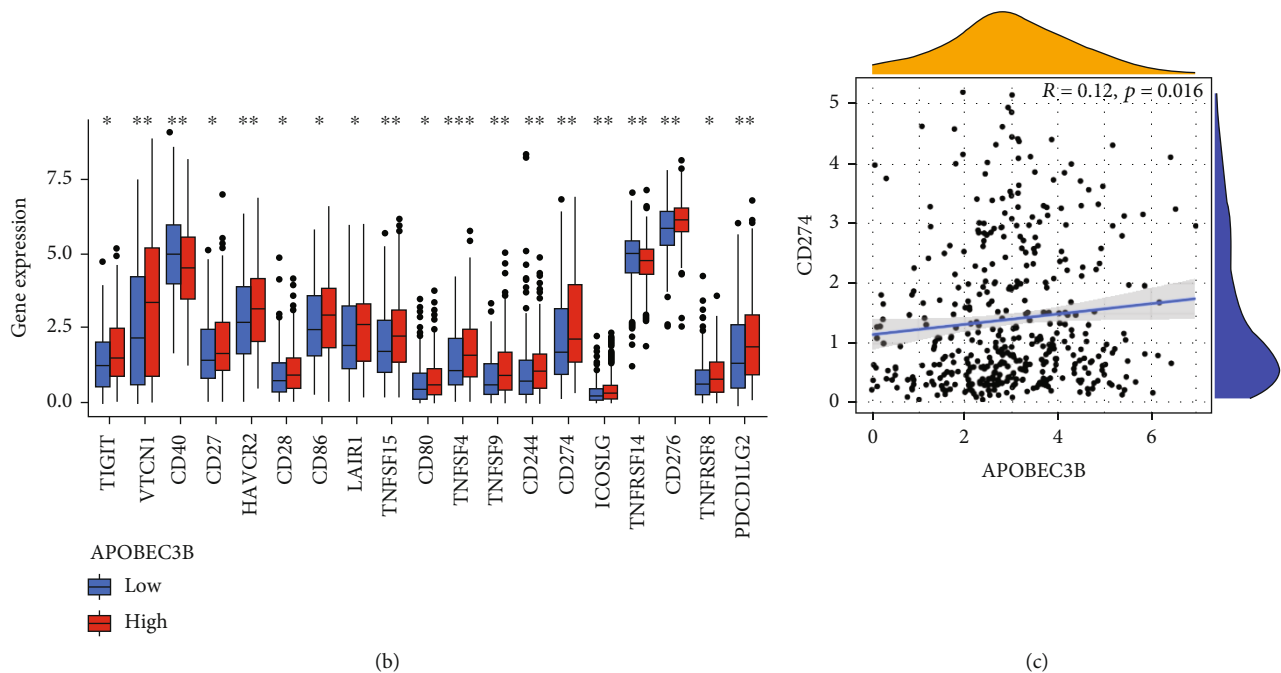 * ** ** * ** * * * ** * *** ** ** ** ** ** ** * **
Gene expression
7.5
5.0
2.5
0.0
TIGIT
VTCN1
CD40
CD27
HAVCR2
CD28
CD86
LAIR1
TNFSF15
CD80
TNFSF4
TNFSF9
CD244
CD274
ICOSLG
TNFRSF14
CD276
TNFRSF8
PDCD1LG2
APOBEC3B
Low
High
(b)
R = 0.12, p = 0.016
CD274
5
4
3
2
1
0
0 2 4 6
APOBEC3B
(c)